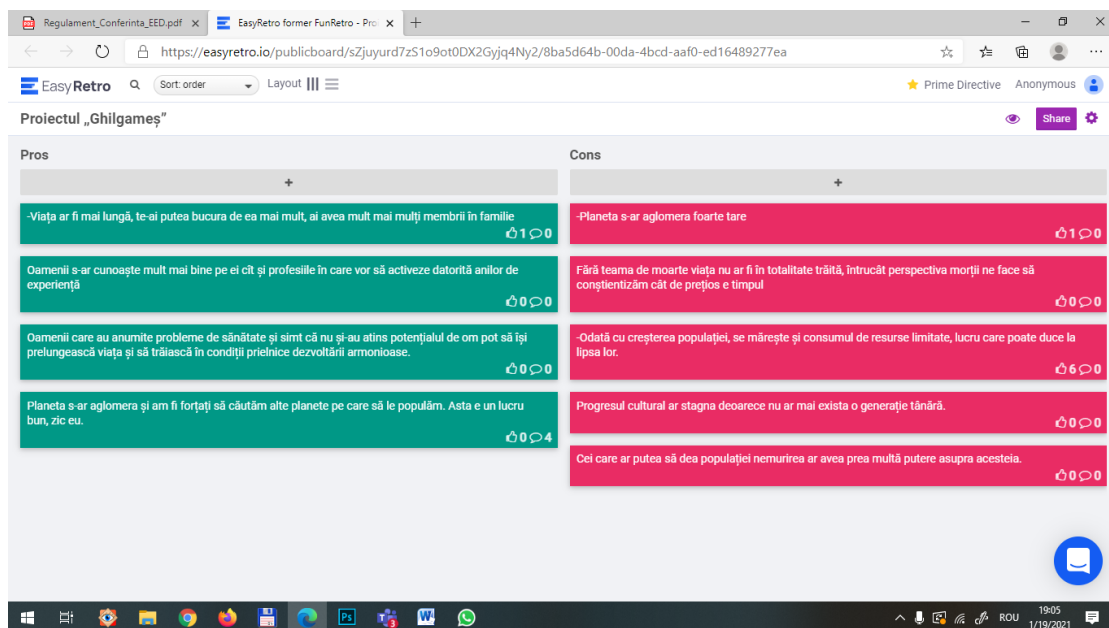 Regulament_Conferinta_EED.pdf
EasyRetro former FunRetro - Pro
https://easyretro.io/publicboard/sZjuyurd7zS1o9ot0DX2Gyjq4Ny2/8ba5d64b-00da-4bcd-aaf0-ed16489277ea
EasyRetro Sort: order Layout Prime Directive Anonymous
Proiectul „Ghilgameș” Share
Pros
+
-Viața ar fi mai lungă, te-ai putea bucura de ea mai mult, ai avea mult mai mulți membrii în familie
1 0
Oamenii s-ar cunoaște mult mai bine pe ei cît și profesiile în care vor să activeze datorită anilor de
experiență
0 0
Oamenii care au anumite probleme de sănătate și simt că nu și-au atins potențialul de om pot să își
prelungească viața și să trăiască în condiții prielnice dezvoltării armonioase.
0 0
Planeta s-ar aglomera și am fi forțați să căutăm alte planete pe care să le populăm. Asta e un lucru
bun, zic eu.
0 4
Cons
+
-Planeta s-ar aglomera foarte tare
1 0
Fără teama de moarte viața nu ar fi în totalitate trăită, întrucât perspectiva morții ne face să
conștientizăm cât de prețios e timpul
0 0
-Odată cu creșterea populației, se mărește și consumul de resurse limitate, lucru care poate duce la
lipsa lor.
6 0
Progresul cultural ar stagna deoarece nu ar mai exista o generație tânără.
0 0
Cei care ar putea să dea populației nemurirea ar avea prea multă putere asupra acesteia.
0 0
Ps
W
ROU
19:05
1/19/2021